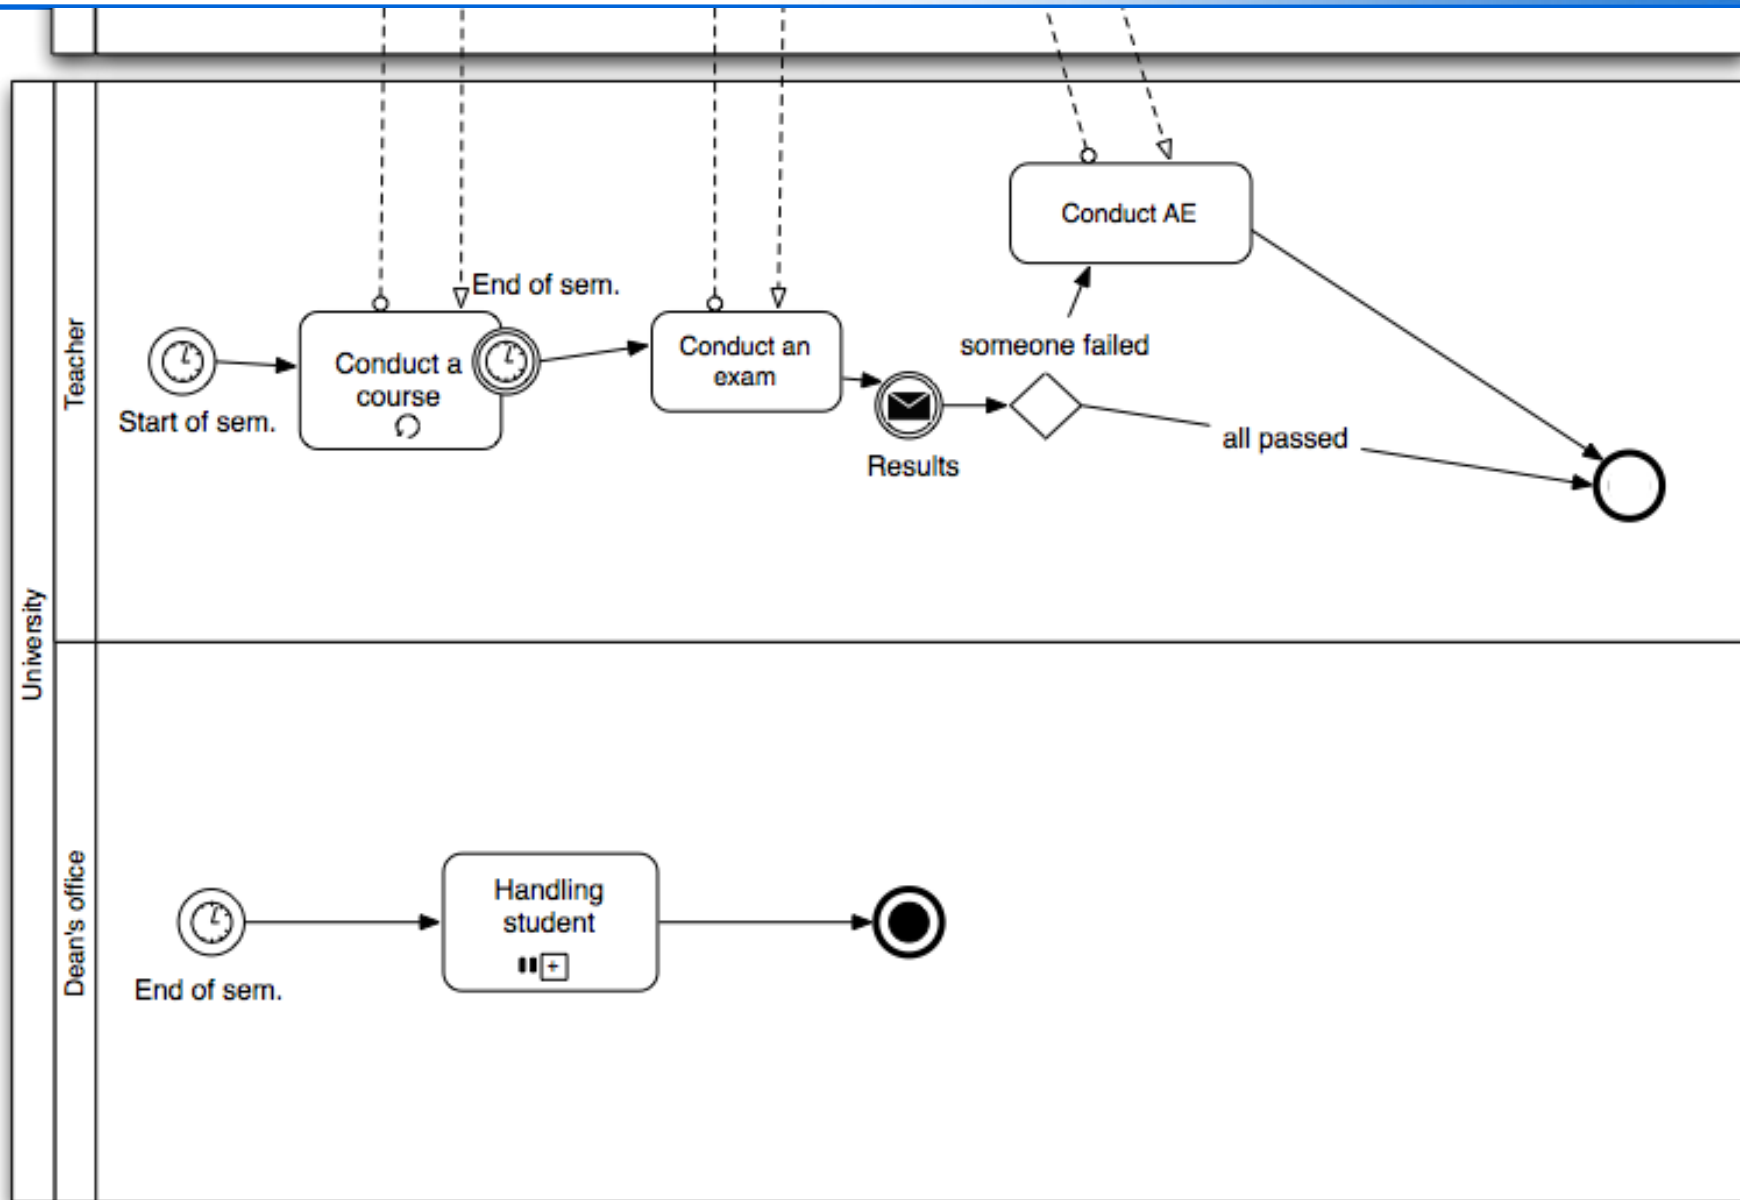 University
Teacher
Start of sem.
Conduct a
course
End of sem.
Conduct an
exam
Results
someone failed
Conduct AE
all passed
Dean's office
End of sem.
Handling
student